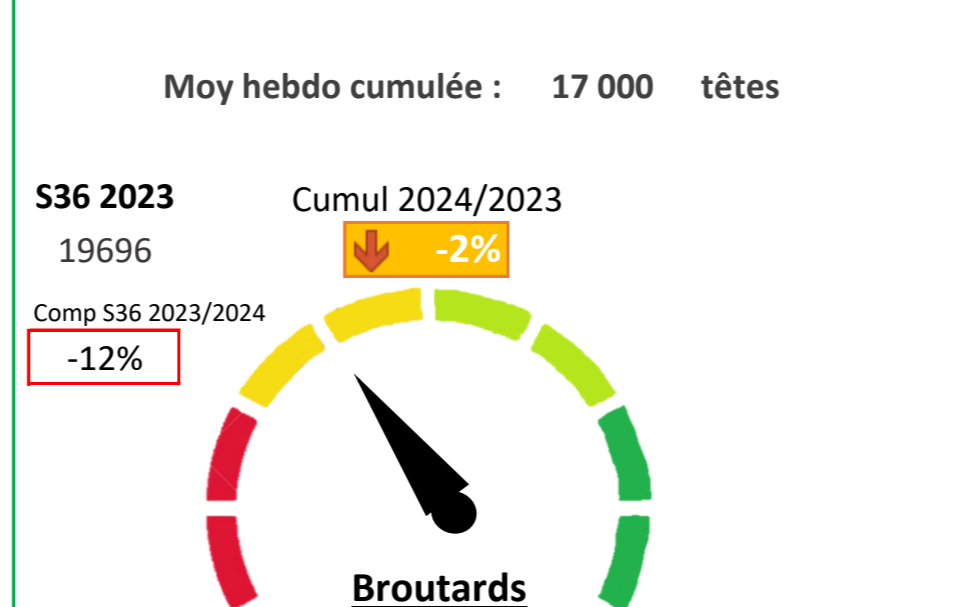 Moy hebdo cumulée : 17 000 têtes
S36 2023
Cumul 2024/2023
19696
-2%
Comp S36 2023/2024
-12%
Broutards